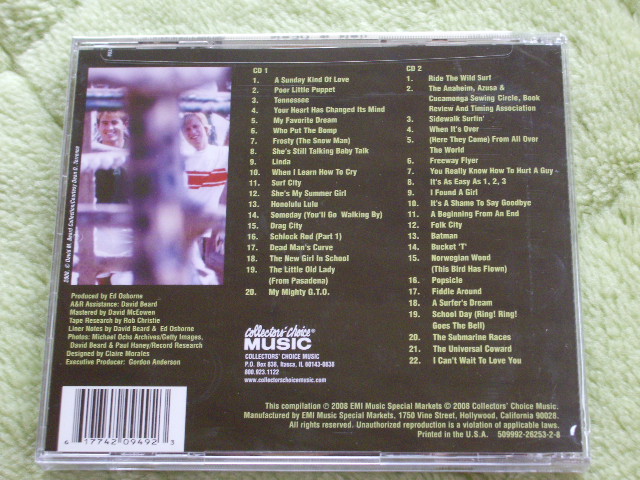 CD 1
1. A Sunday Kind Of Love
2. Poor Little Puppet
3. Tennessee
4. Your Heart Has Changed Its Mind
5. My Favorite Dream
6. Who Put The Bomp
7. Frosty (The Snow Man)
8. She's Still Talking Baby Talk
9. Linda
10. When I Learn How To Cry
11. Surf City
12. She's My Summer Girl
13. Honolulu Lulu
14. Someday (You'll Go Walking By)
15. Drag City
16. Schlock Rod (Part 1)
17. Dead Man's Curve
18. The New Girl In School
19. The Little Old Lady
(From Pasadena)
20. My Mighty G.T.O.
CD 2
1. Ride The Wild Surf
2. The Anaheim, Azusa &
Cucamonga Sewing Circle, Book
Review And Timing Association
3. Sidewalk Surfin'
4. When It's Over
5. (Here They Come) From All Over
The World
6. Freeway Flyer
7. You Really Know How To Hurt A Guy
8. It's As Easy As 1, 2, 3
9. I Found A Girl
10. It's A Shame To Say Goodbye
11. A Beginning From An End
12. Folk City
13. Batman
14. Bucket 'T'
15. Norwegian Wood
(This Bird Has Flown)
16. Popsicle
17. Fiddle Around
18. A Surfer's Dream
19. School Day (Ring! Ring!
Goes The Bell)
20. The Submarine Races
21. The Universal Coward
22. I Can't Wait To Love You
Produced by Ed Osborne
A&R Assistance: David Beard
Mastered by David McEowen
Tape Research by Rob Christie
Liner Notes by David Beard & Ed Osborne
Photos: Michael Ochs Archives/Getty Images,
David Beard & Paul Haney/Record Research
Designed by Claire Morales
Executive Producer: Gordon Anderson
Collectors' Choice
MUSIC
COLLECTORS' CHOICE MUSIC
P.O. Box 838, Itasca, IL 60143-0838
800.923.1122
www.collectorschoicemusic.com
This compilation ℗ 2008 EMI Music Special Markets © 2008 Collectors' Choice Music.
Manufactured by EMI Music Special Markets, 1750 Vine Street, Hollywood, California 90028.
All rights reserved. Unauthorized reproduction is a violation of applicable laws.
Printed in the U.S.A. 509992-26253-2-8
6 17742 09492 3